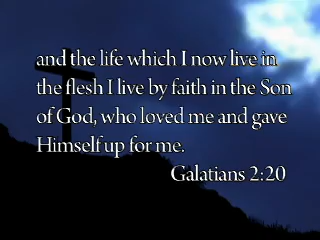 and the life which I now live in
the flesh I live by faith in the Son
of God, who loved me and gave
Himself up for me.
Galatians 2:20